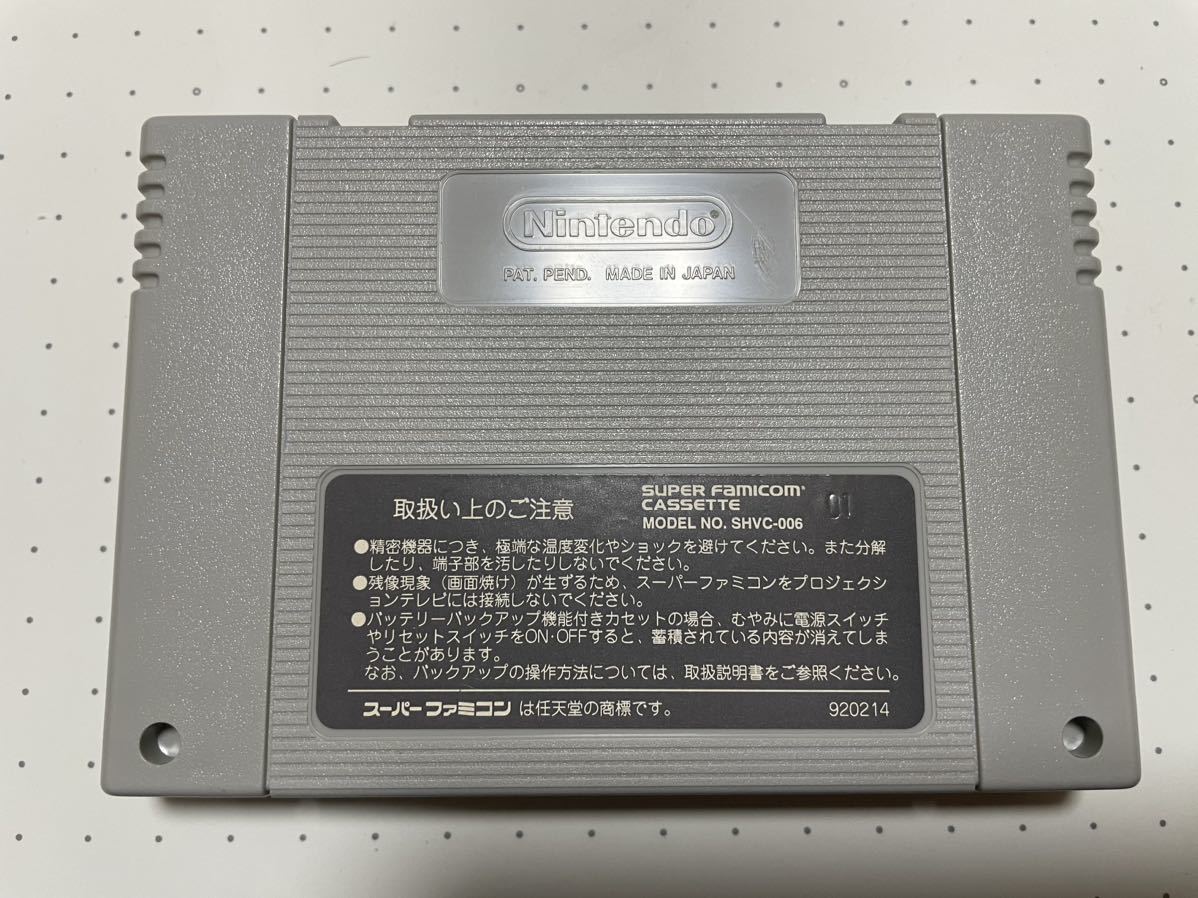 Nintendo®
PAT. PEND. MADE IN JAPAN
取扱い上のご注意
SUPER FAMICOM®
CASSETTE
MODEL NO. SHVC-006
01
●精密機器につき、極端な温度変化やショックを避けてください。また分解
したり、端子部を汚したりしないでください。
●残像現象（画面焼け）が生ずるため、スーパーファミコンをプロジェクシ
ョンテレビには接続しないでください。
●バッテリーバックアップ機能付きカセットの場合、むやみに電源スイッチ
やリセットスイッチをON·OFFすると、蓄積されている内容が消えてしま
うことがあります。
なお、バックアップの操作方法については、取扱説明書をご参照ください。
スーパーファミコンは任天堂の商標です。
920214